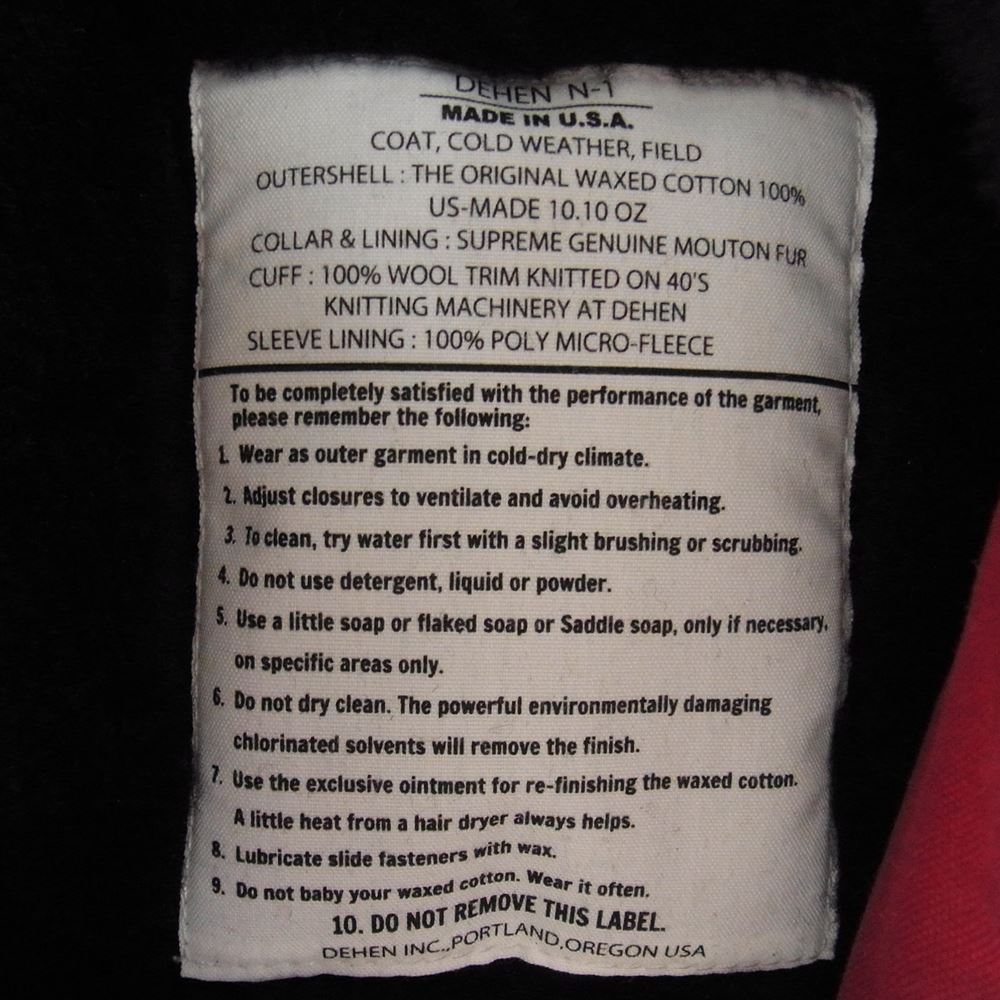 DEHEN N-1
MADE IN U.S.A.
COAT, COLD WEATHER, FIELD
OUTERSHELL : THE ORIGINAL WAXED COTTON 100%
US-MADE 10.10 OZ
COLLAR & LINING : SUPREME GENUINE MOUTON FUR
CUFF : 100% WOOL TRIM KNITTED ON 40'S
KNITTING MACHINERY AT DEHEN
SLEEVE LINING : 100% POLY MICRO-FLEECE
To be completely satisfied with the performance of the garment,
please remember the following:
1. Wear as outer garment in cold-dry climate.
2. Adjust closures to ventilate and avoid overheating.
3. To clean, try water first with a slight brushing or scrubbing.
4. Do not use detergent, liquid or powder.
5. Use a little soap or flaked soap or Saddle soap, only if necessary,
on specific areas only.
6. Do not dry clean. The powerful environmentally damaging
chlorinated solvents will remove the finish.
7. Use the exclusive ointment for re-finishing the waxed cotton.
A little heat from a hair dryer always helps.
8. Lubricate slide fasteners with wax.
9. Do not baby your waxed cotton. Wear it often.
10. DO NOT REMOVE THIS LABEL.
DEHEN INC.,PORTLAND,OREGON USA